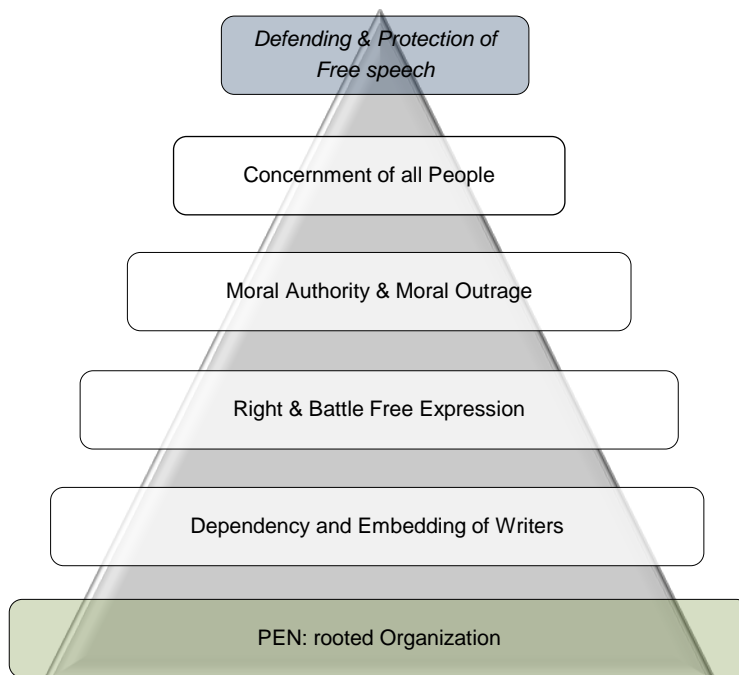 Defending & Protection of
Free speech
Concernment of all People
Moral Authority & Moral Outrage
Right & Battle Free Expression
Dependency and Embedding of Writers
PEN: rooted Organization